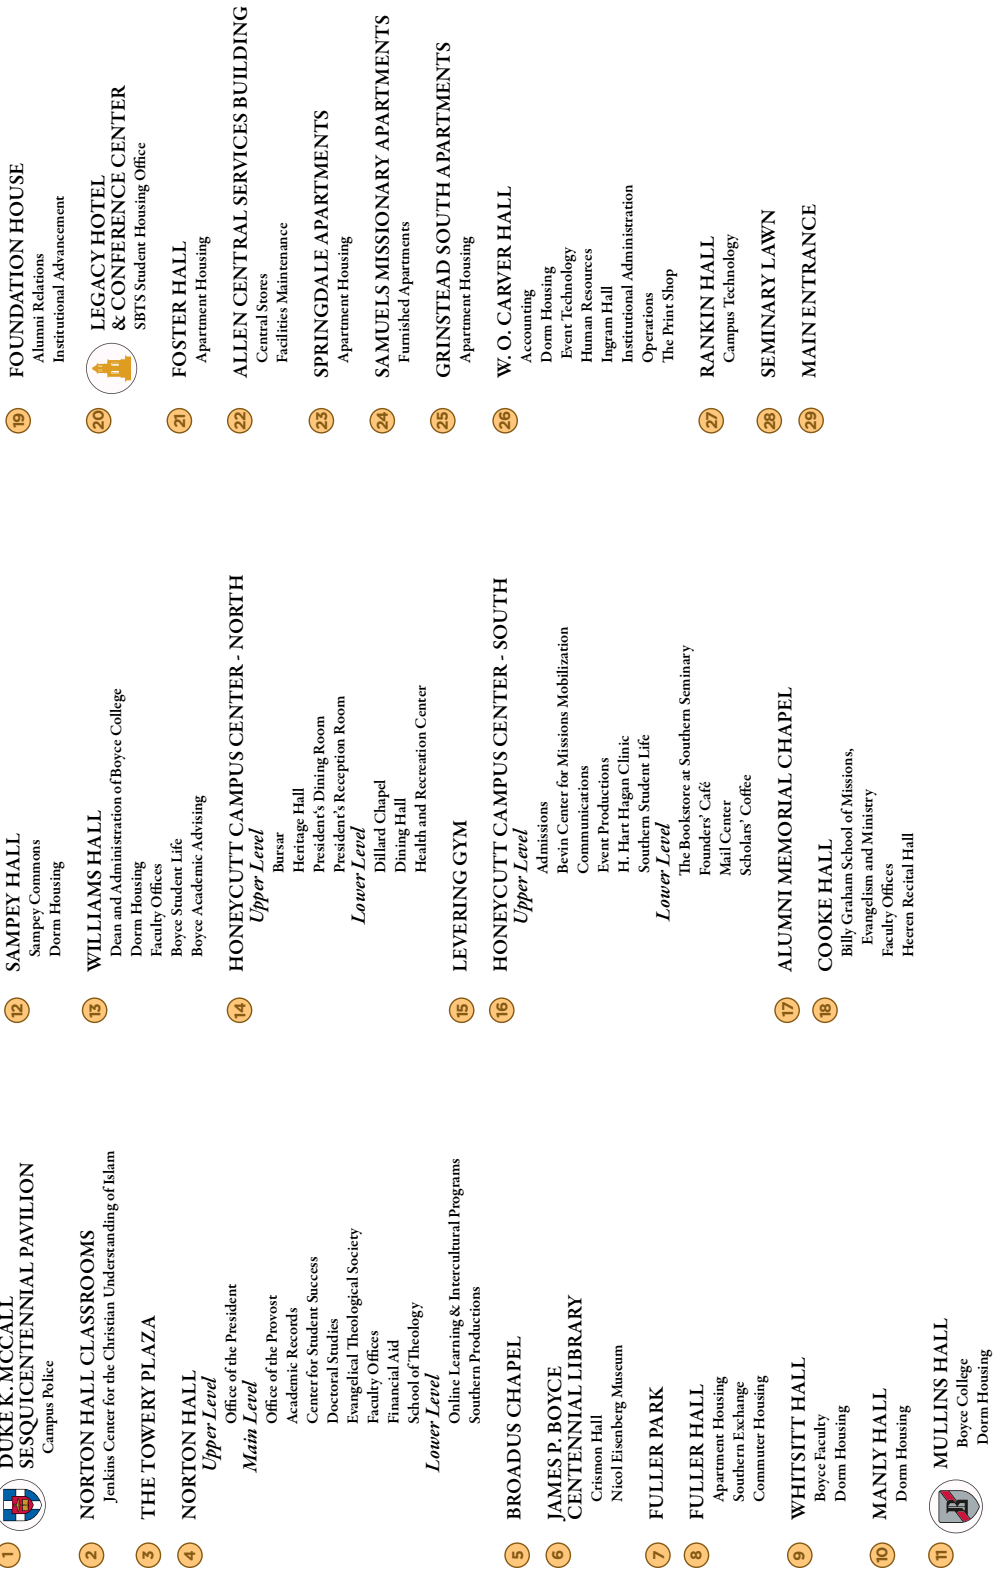 1
DUKE K. MCCALL
SESQUICENTENNIAL PAVILION
Campus Police
2
NORTON HALL CLASSROOMS
Jenkins Center for the Christian Understanding of Islam
3
THE TOWERY PLAZA
4
NORTON HALL
Upper Level
Office of the President
Main Level
Office of the Provost
Academic Records
Center for Student Success
Doctoral Studies
Evangelical Theological Society
Faculty Offices
Financial Aid
School of Theology
Lower Level
Online Learning & Intercultural Programs
Southern Productions
5
BROADUS CHAPEL
6
JAMES P. BOYCE
CENTENNIAL LIBRARY
Crismon Hall
Nicol Eisenberg Museum
7
FULLER PARK
8
FULLER HALL
Apartment Housing
Southern Exchange
Commuter Housing
9
WHITSITT HALL
Boyce Faculty
Dorm Housing
10
MANLY HALL
Dorm Housing
11
B
MULLINS HALL
Boyce College
Dorm Housing
12
SAMPEY HALL
Sampey Commons
Dorm Housing
13
WILLIAMS HALL
Dean and Administration of Boyce College
Dorm Housing
Faculty Offices
Boyce Student Life
Boyce Academic Advising
14
HONEYCUTT CAMPUS CENTER - NORTH
Upper Level
Bursar
Heritage Hall
President's Dining Room
President's Reception Room
Lower Level
Dillard Chapel
Dining Hall
Health and Recreation Center
15
LEVERING GYM
16
HONEYCUTT CAMPUS CENTER - SOUTH
Upper Level
Admissions
Bevin Center for Missions Mobilization
Communications
Event Productions
H. Hart Hagan Clinic
Southern Student Life
Lower Level
The Bookstore at Southern Seminary
Founders' Café
Mail Center
Scholars' Coffee
17
ALUMNI MEMORIAL CHAPEL
18
COOKE HALL
Billy Graham School of Missions,
Evangelism and Ministry
Faculty Offices
Heeren Recital Hall
19
FOUNDATION HOUSE
Alumni Relations
Institutional Advancement
20
LEGACY HOTEL
& CONFERENCE CENTER
SBTS Student Housing Office
21
FOSTER HALL
Apartment Housing
22
ALLEN CENTRAL SERVICES BUILDING
Central Stores
Facilities Maintenance
23
SPRINGDALE APARTMENTS
Apartment Housing
24
SAMUELS MISSIONARY APARTMENTS
Furnished Apartments
25
GRINSTEAD SOUTH APARTMENTS
Apartment Housing
26
W. O. CARVER HALL
Accounting
Dorm Housing
Event Technology
Human Resources
Ingram Hall
Institutional Administration
Operations
The Print Shop
27
RANKIN HALL
Campus Technology
28
SEMINARY LAWN
29
MAIN ENTRANCE